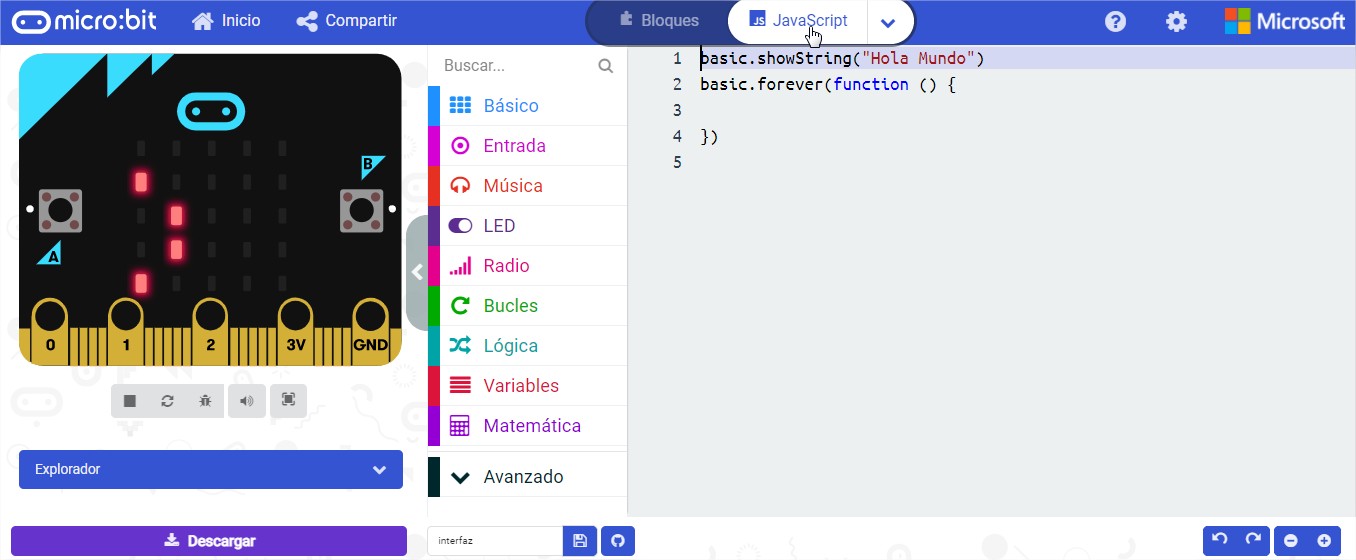 micro:bit Inicio Compartir Bloques JS JavaScript ? Microsoft
B
A
0 1 2 3V GND
Explorador
Descargar
Buscar...
Básico
Entrada
Música
LED
Radio
Bucles
Lógica
Variables
Matemática
Avanzado
interfaz
1 basic.showString("Hola Mundo")
2 basic.forever(function () {
3
4 })
5